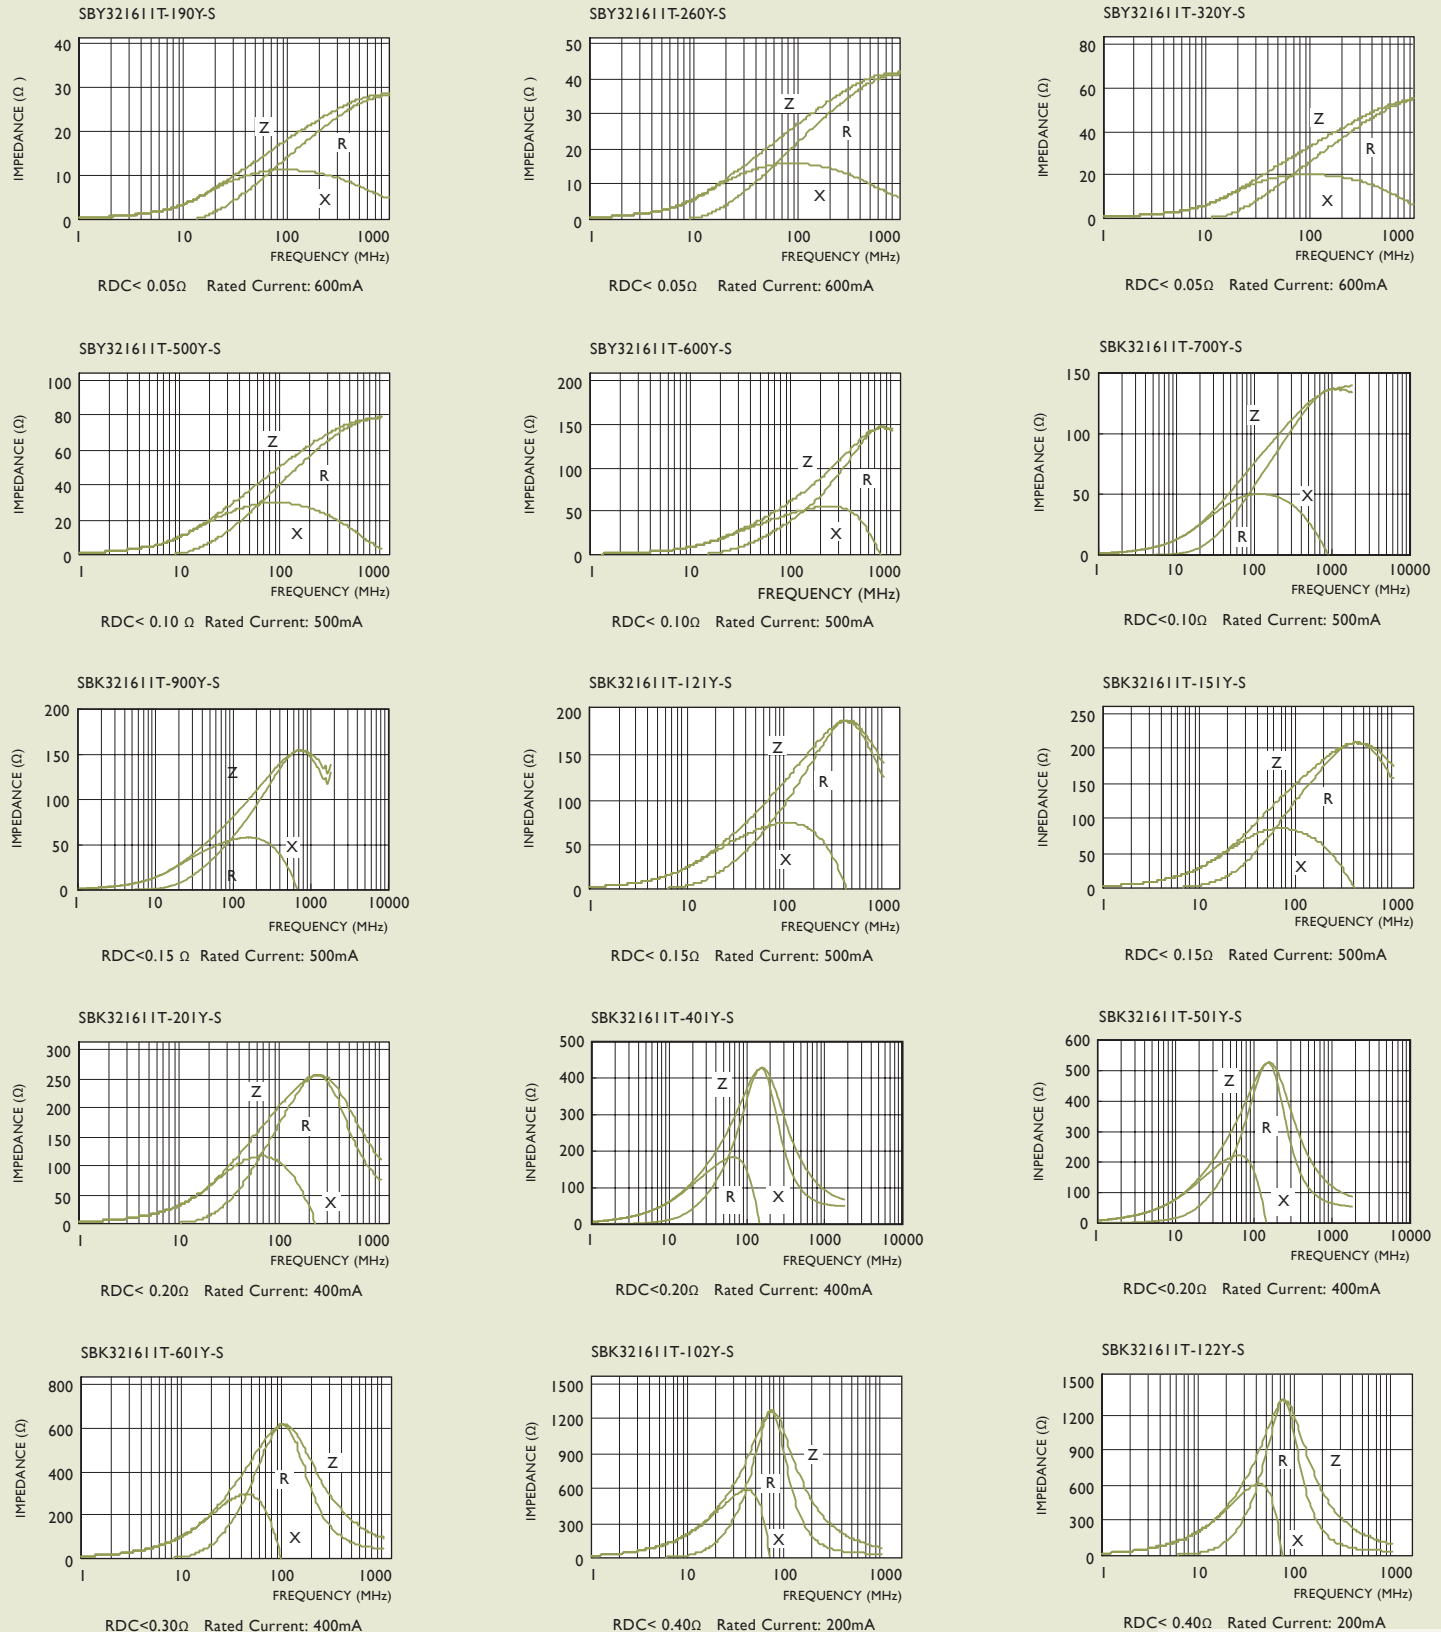 SBY321611T-190Y-S
IMPEDANCE (Ω )
40
30
20
10
0
Z
R
X
1 10 100 1000
FREQUENCY (MHz)
RDC< 0.05Ω Rated Current: 600mA
SBY321611T-260Y-S
IMPEDANCE (Ω )
50
40
30
20
10
0
Z
R
X
1 10 100 1000
FREQUENCY (MHz)
RDC< 0.05Ω Rated Current: 600mA
SBY321611T-320Y-S
IMPEDANCE (Ω)
80
60
40
20
0
Z
R
X
1 10 100 1000
FREQUENCY (MHz)
RDC< 0.05Ω Rated Current: 600mA
SBY321611T-500Y-S
IMPEDANCE (Ω)
100
80
60
40
20
0
Z
R
X
1 10 100 1000
FREQUENCY (MHz)
RDC< 0.10 Ω Rated Current: 500mA
SBY321611T-600Y-S
IMPEDANCE (Ω)
200
150
100
50
0
Z
R
X
1 10 100 1000
FREQUENCY (MHz)
RDC< 0.10Ω Rated Current: 500mA
SBK321611T-700Y-S
IMPEDANCE (Ω)
150
100
50
0
Z
X
R
1 10 100 1000 10000
FREQUENCY (MHz)
RDC<0.10Ω Rated Current: 500mA
SBK321611T-900Y-S
IMPEDANCE (Ω)
200
150
100
50
0
Z
X
R
1 10 100 1000 10000
FREQUENCY (MHz)
RDC<0.15 Ω Rated Current: 500mA
SBK321611T-121Y-S
INPEDANCE (Ω)
200
150
100
50
0
Z
R
X
1 10 100 1000
FREQUENCY (MHz)
RDC< 0.15Ω Rated Current: 500mA
SBK321611T-151Y-S
INPEDANCE (Ω)
250
200
150
100
50
0
Z
R
X
1 10 100 1000
FREQUENCY (MHz)
RDC< 0.15Ω Rated Current: 500mA
SBK321611T-201Y-S
IMPEDANCE (Ω)
300
250
200
150
100
50
0
Z
R
X
1 10 100 1000
FREQUENCY (MHz)
RDC< 0.20Ω Rated Current: 400mA
SBK321611T-401Y-S
INPEDANCE (Ω)
500
400
300
200
100
0
Z
R X
1 10 100 1000 10000
FREQUENCY (MHz)
RDC<0.20Ω Rated Current: 400mA
SBK321611T-501Y-S
INPEDANCE (Ω)
600
500
400
300
200
100
0
Z
R
X
1 10 100 1000 10000
FREQUENCY (MHz)
RDC<0.20Ω Rated Current: 400mA
SBK321611T-601Y-S
IMPEDANCE (Ω)
800
600
400
200
0
Z
R
X
1 10 100 1000
FREQUENCY (MHz)
RDC<0.30Ω Rated Current: 400mA
SBK321611T-102Y-S
IMPEDANCE (Ω)
1500
1200
900
600
300
0
Z
R
X
1 10 100 1000
FREQUENCY (MHz)
RDC< 0.40Ω Rated Current: 200mA
SBK321611T-122Y-S
IMPEDANCE (Ω)
1500
1200
900
600
300
0
R Z
X
1 10 100 1000
FREQUENCY (MHz)
RDC< 0.40Ω Rated Current: 200mA